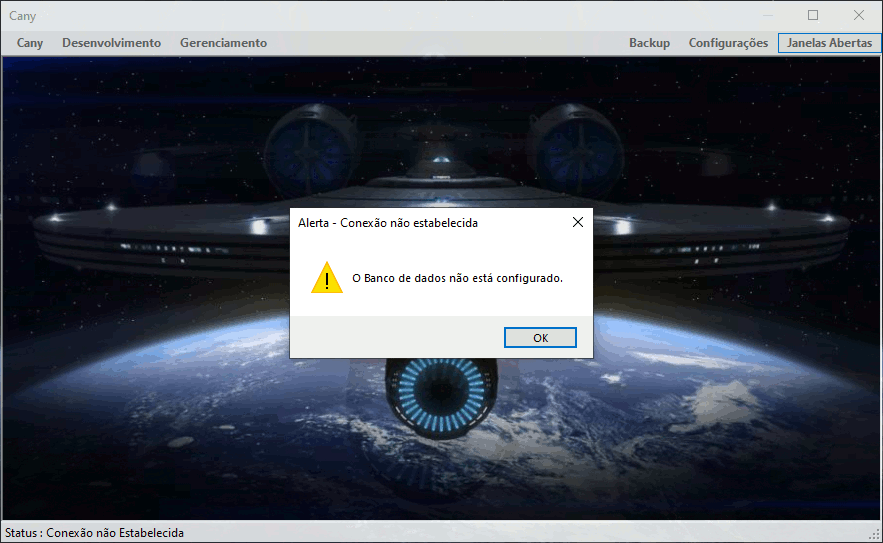 Cany
Cany Desenvolvimento Gerenciamento Backup Configurações Janelas Abertas
Alerta - Conexão não estabelecida
O Banco de dados não está configurado.
OK
Status : Conexão não Estabelecida